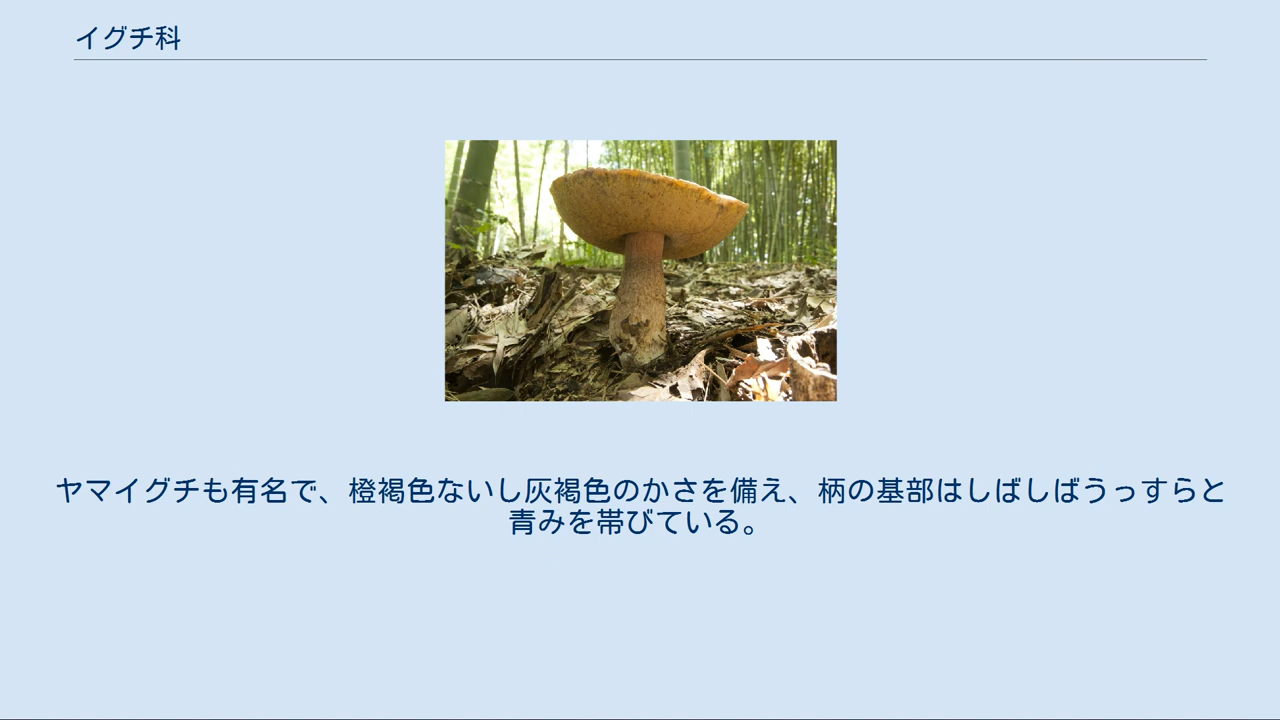 イグチ科
ヤマイグチも有名で、橙褐色ないし灰褐色のかさを備え、柄の基部はしばしばうっすらと
青みを帯びている。